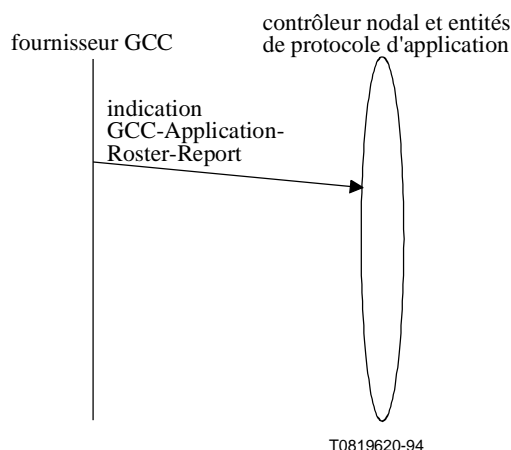 fournisseur GCC
contrôleur nodal et entités
de protocole d'application
indication
GCC-Application-
Roster-Report
T0819620-94